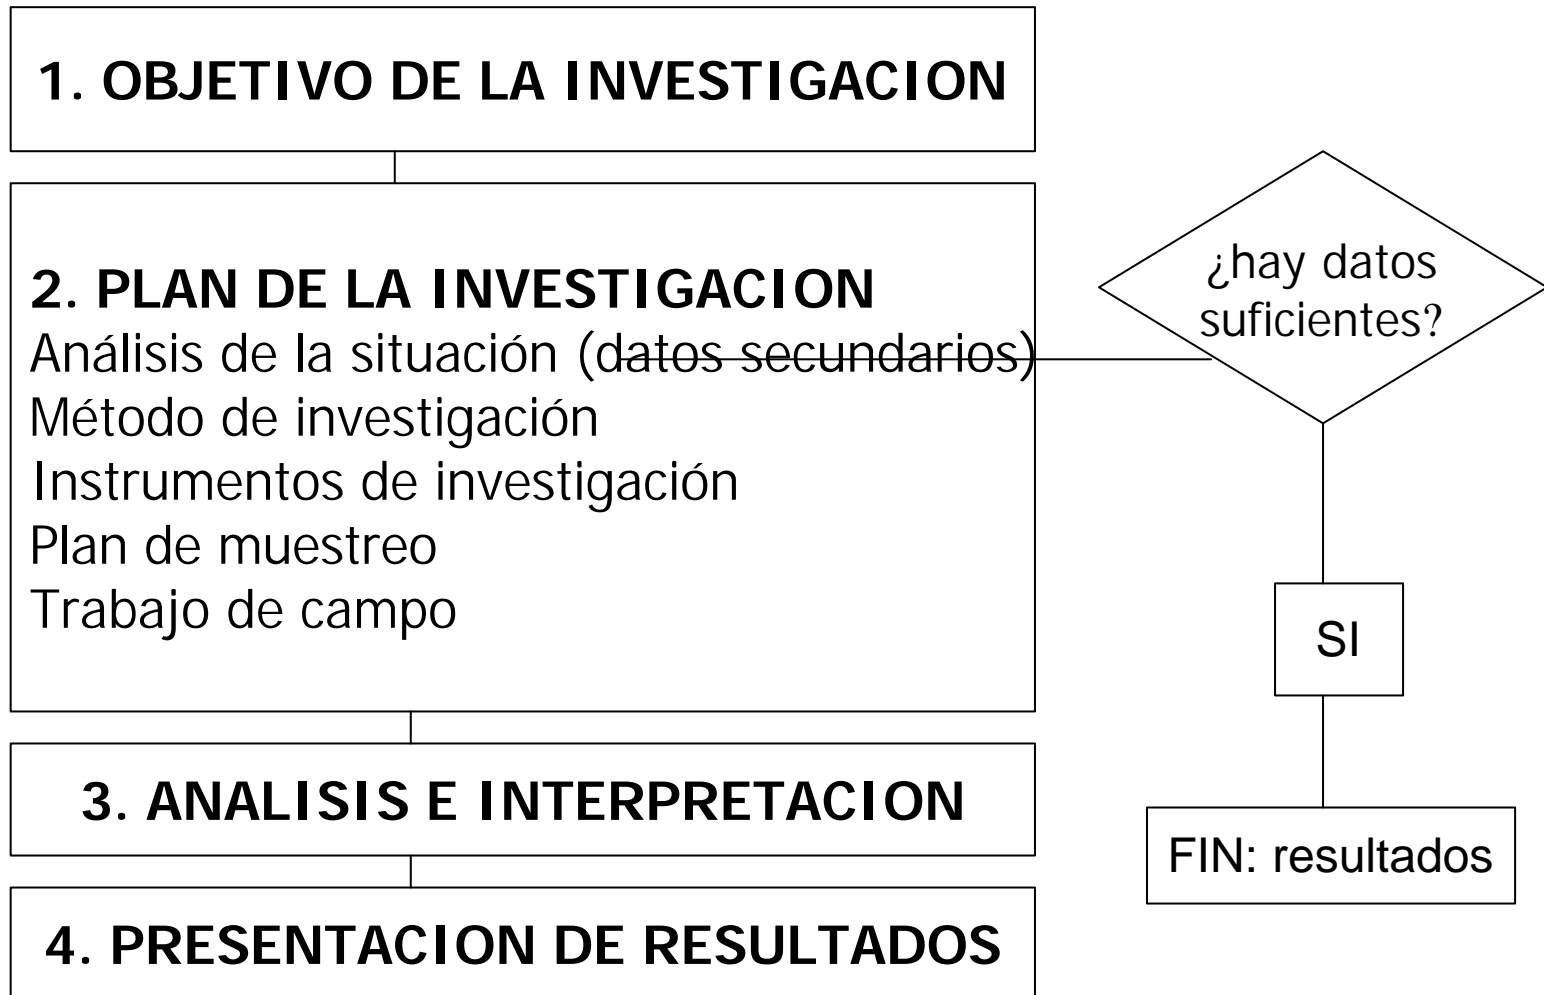 1. OBJETIVO DE LA INVESTIGACION
2. PLAN DE LA INVESTIGACION
Análisis de la situación (datos secundarios)
Método de investigación
Instrumentos de investigación
Plan de muestreo
Trabajo de campo
3. ANALISIS E INTERPRETACION
4. PRESENTACION DE RESULTADOS
¿hay datos
suficientes?
SI
FIN: resultados